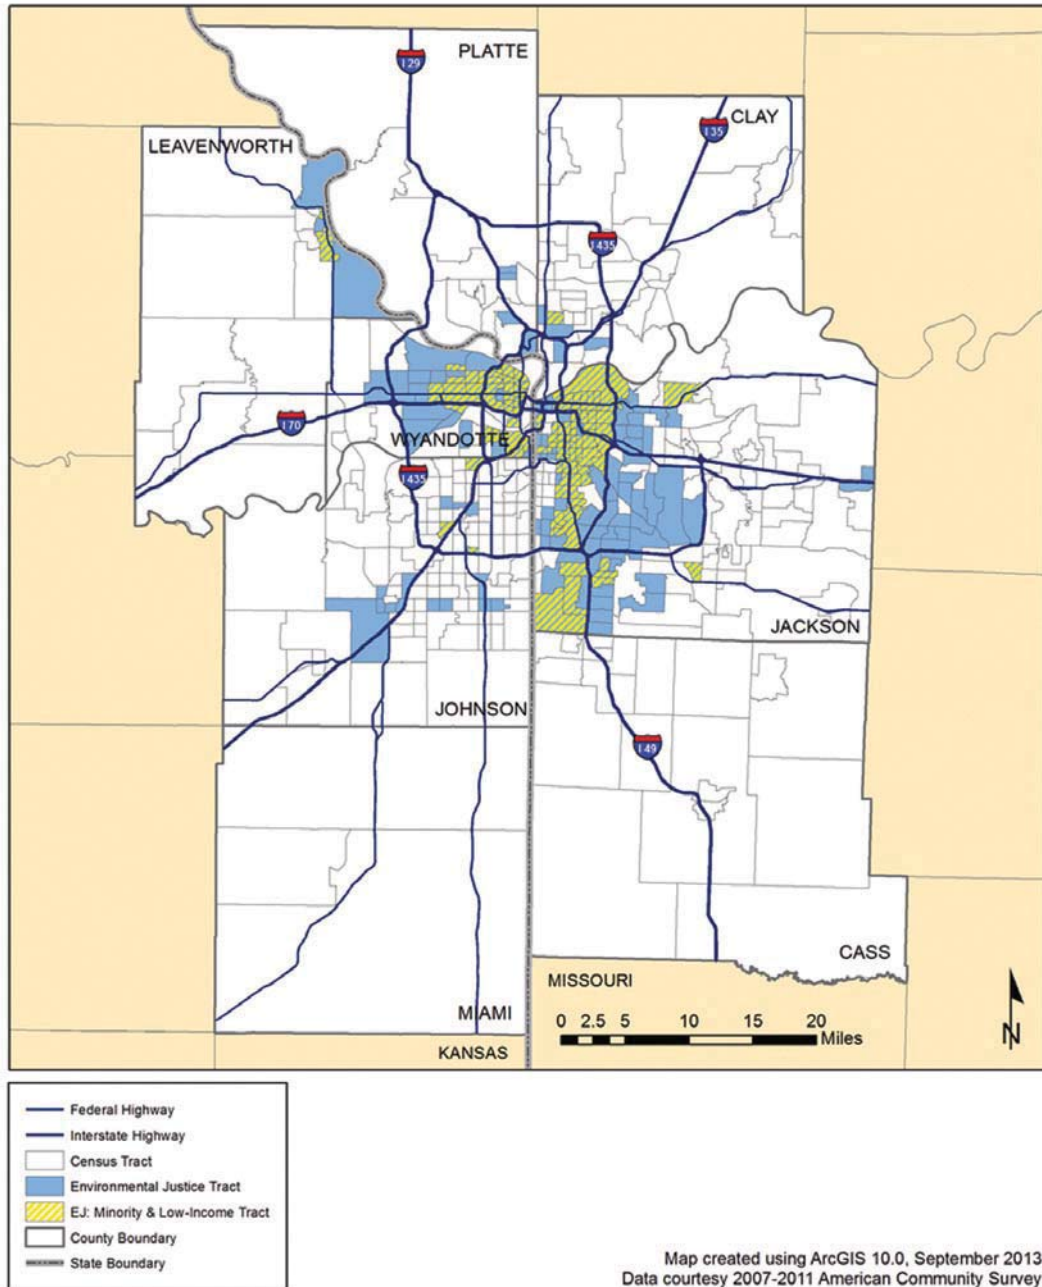 PLATTE
I 29
CLAY
I 35
LEAVENWORTH
I 435
I 70
WYANDOTTE
I 435
JACKSON
JOHNSON
I 49
CASS
MISSOURI
MIAMI
0 2.5 5 10 15 20
Miles
N
KANSAS
Federal Highway
Interstate Highway
Census Tract
Environmental Justice Tract
EJ: Minority & Low-Income Tract
County Boundary
State Boundary
Map created using ArcGIS 10.0, September 2013
Data courtesy 2007-2011 American Community Survey